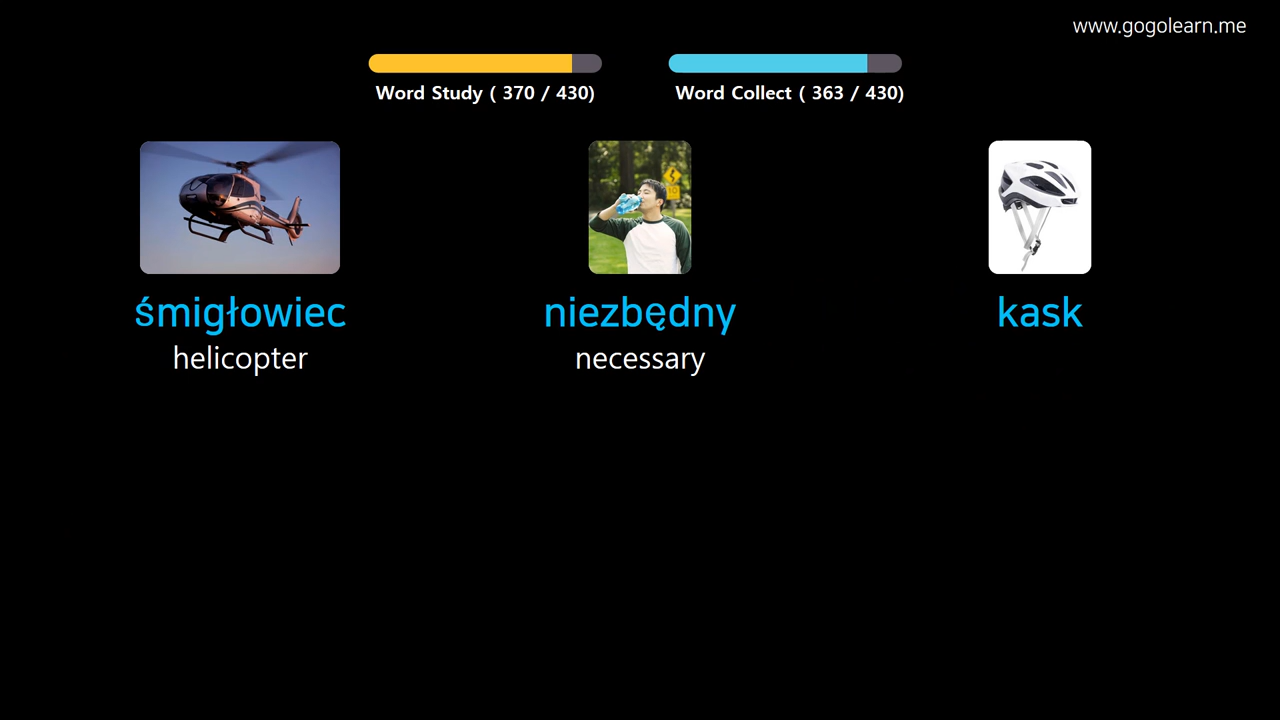 www.gogolearn.me
Word Study ( 370 / 430)
Word Collect ( 363 / 430)
śmigłowiec
helicopter
niezbędny
necessary
kask